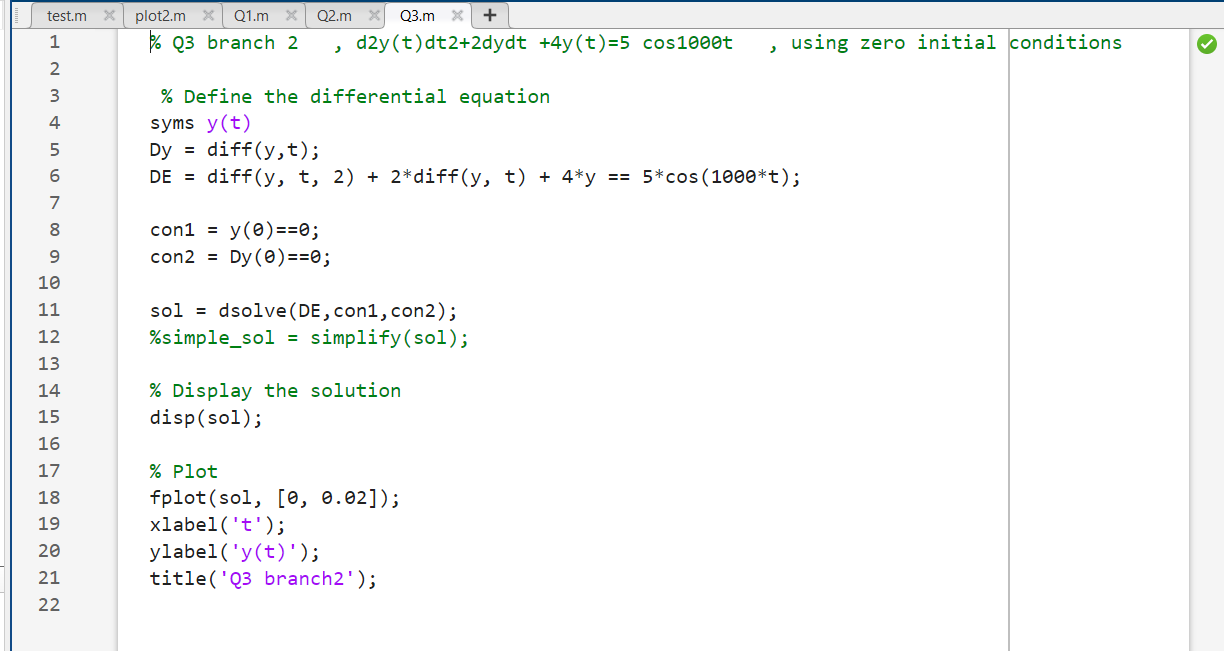 test.m plot2.m Q1.m Q2.m Q3.m +
1 % Q3 branch 2   , d2y(t)dt2+2dydt +4y(t)=5 cos1000t   , using zero initial conditions
2
3  % Define the differential equation
4 syms y(t)
5 Dy = diff(y,t);
6 DE = diff(y, t, 2) + 2*diff(y, t) + 4*y == 5*cos(1000*t);
7
8 con1 = y(0)==0;
9 con2 = Dy(0)==0;
10
11 sol = dsolve(DE,con1,con2);
12 %simple_sol = simplify(sol);
13
14 % Display the solution
15 disp(sol);
16
17 % Plot
18 fplot(sol, [0, 0.02]);
19 xlabel('t');
20 ylabel('y(t)');
21 title('Q3 branch2');
22